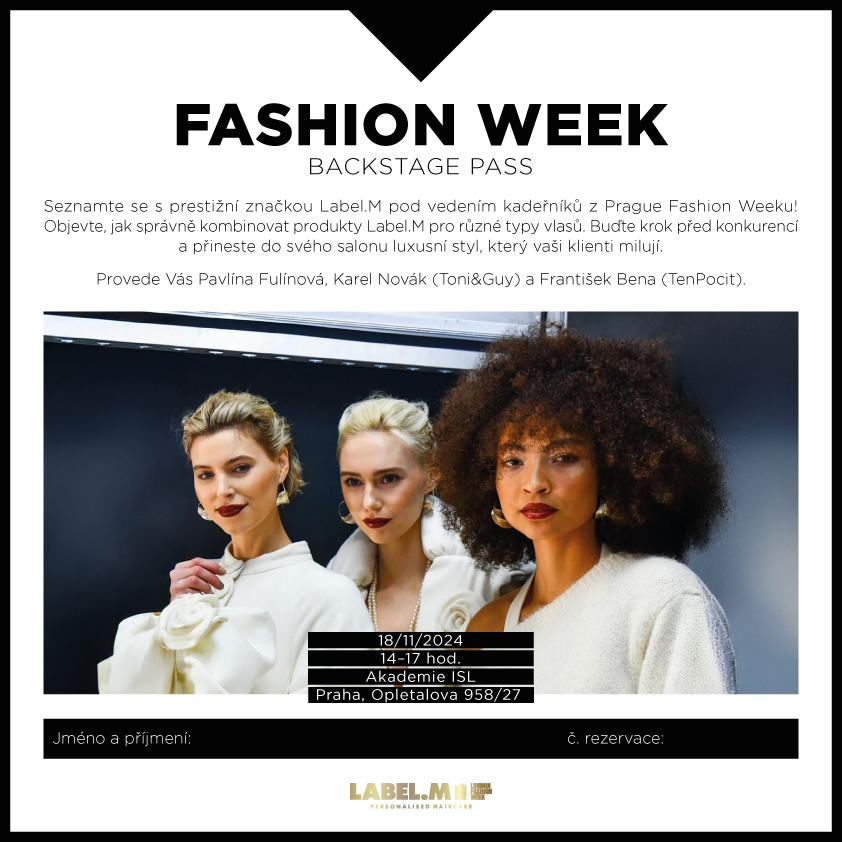 FASHION WEEK
BACKSTAGE PASS
Seznamte se s prestižní značkou Label.M pod vedením kadeřníků z Prague Fashion Weeku!
Objevte, jak správně kombinovat produkty Label.M pro různé typy vlasů. Buďte krok před konkurencí
a přineste do svého salonu luxusní styl, který vaši klienti milují.
Provede Vás Pavlína Fulínová, Karel Novák (Toni&Guy) a František Bena (TenPocit).
18/11/2024
14–17 hod.
Akademie ISL
Praha, Opletalova 958/27
Jméno a příjmení: č. rezervace:
LABEL.M
PERSONALISED HAIRCARE
LONDON
FASHION
WEEK